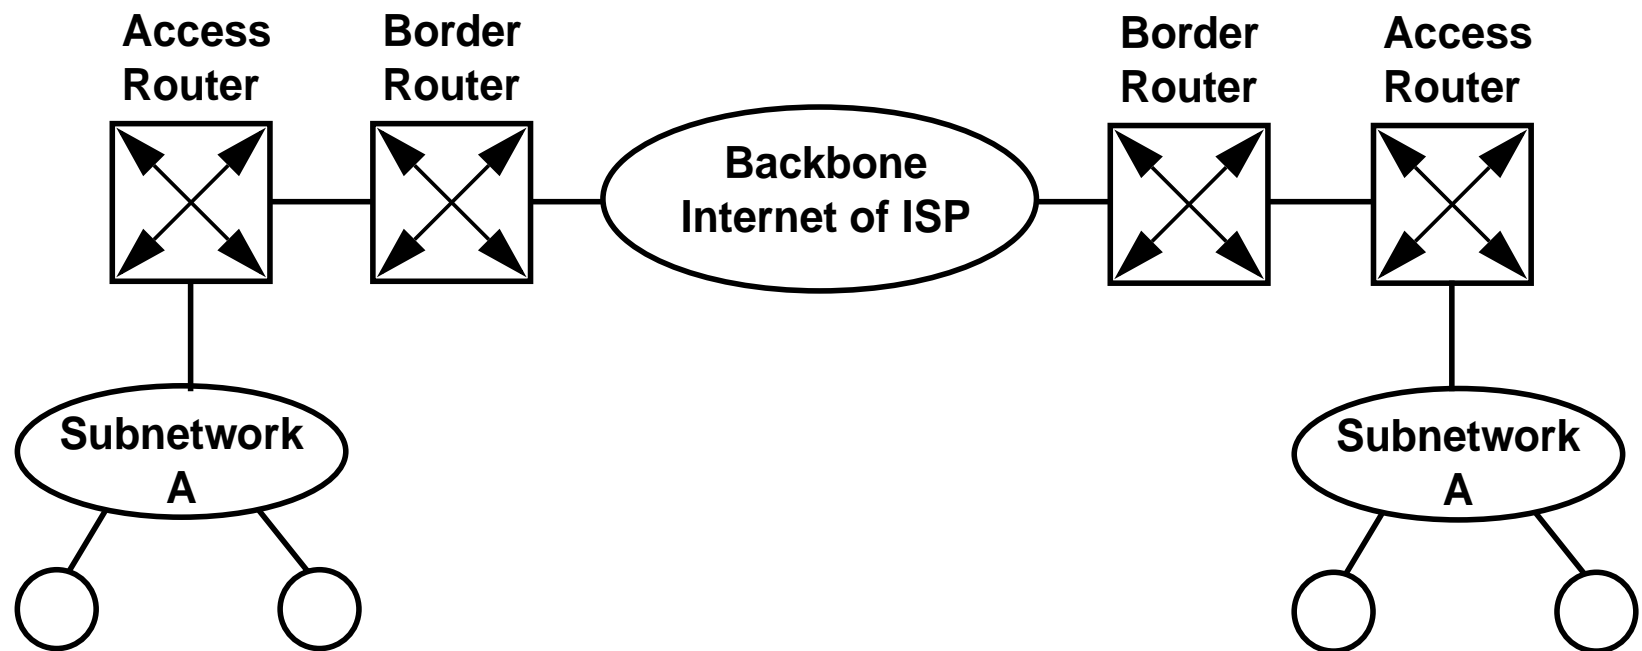 Access
Router
Border
Router
Border
Router
Access
Router
Backbone
Internet of ISP
Subnetwork
A
Subnetwork
A